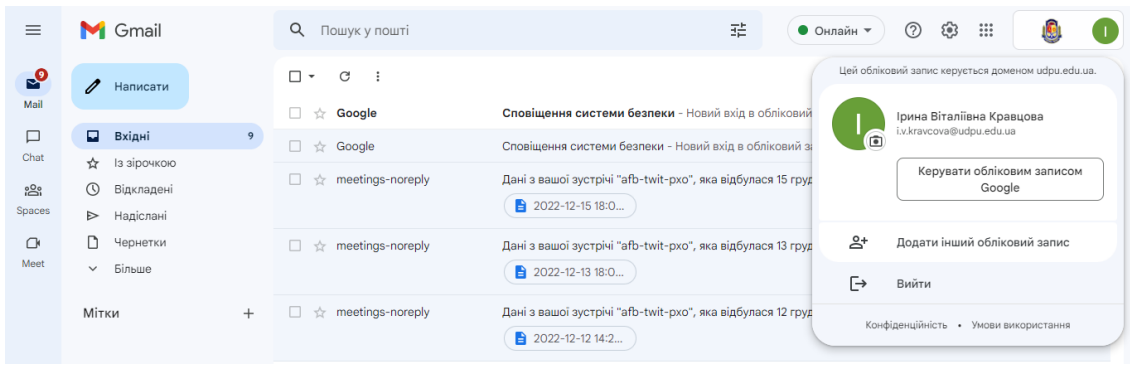 Gmail
Пошук у пошті
Онлайн
I
9
Mail
Chat
Spaces
Meet
Написати
Вхідні 9
Із зірочкою
Відкладені
Надіслані
Чернетки
Більше
Мітки
Google Сповіщення системи безпеки - Новий вхід в обліковий
Google Сповіщення системи безпеки - Новий вхід в обліковий
meetings-noreply Дані з вашої зустрічі "afb-twit-pxo", яка відбулася 15 груд
2022-12-15 18:0...
meetings-noreply Дані з вашої зустрічі "afb-twit-pxo", яка відбулася 13 груд
2022-12-13 18:0...
meetings-noreply Дані з вашої зустрічі "afb-twit-pxo", яка відбулася 12 груд
2022-12-12 14:2...
Цей обліковий запис керується доменом udpu.edu.ua.
I
Ірина Віталіївна Кравцова
i.v.kravcova@udpu.edu.ua
Керувати обліковим записом
Google
Додати інший обліковий запис
Вийти
Конфіденційність • Умови використання